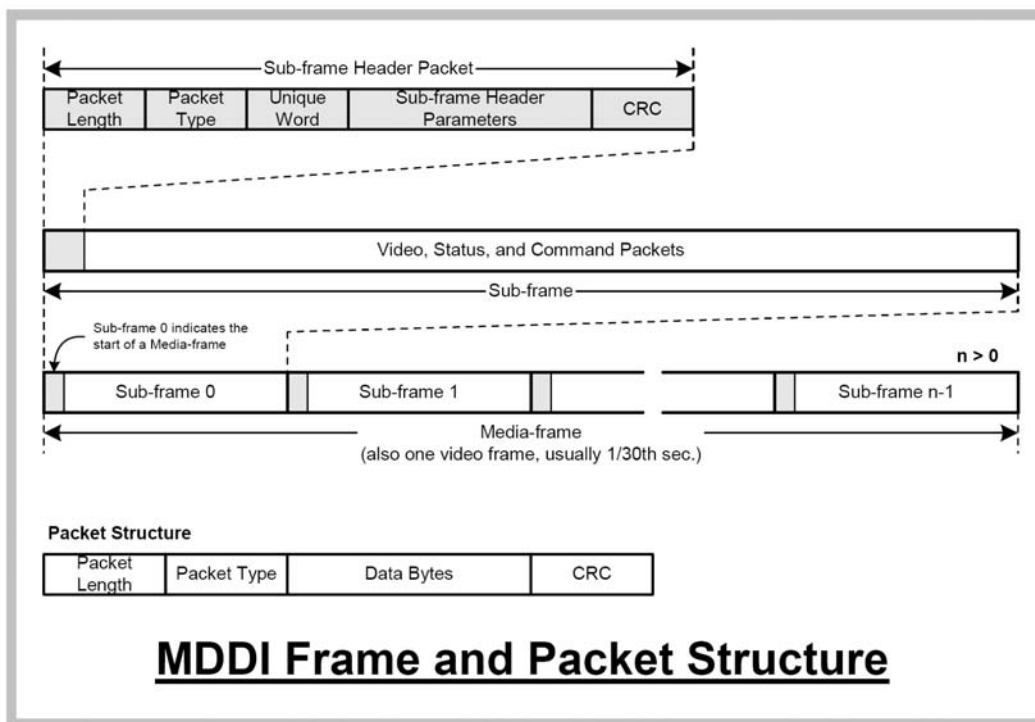 Sub-frame Header Packet
Packet
Length
Packet
Type
Unique
Word
Sub-frame Header
Parameters
CRC
Video, Status, and Command Packets
Sub-frame
Sub-frame 0 indicates the
start of a Media-frame
n > 0
Sub-frame 0
Sub-frame 1
Sub-frame n-1
Media-frame
(also one video frame, usually 1/30th sec.)
Packet Structure
Packet
Length
Packet Type
Data Bytes
CRC
MDDI Frame and Packet Structure